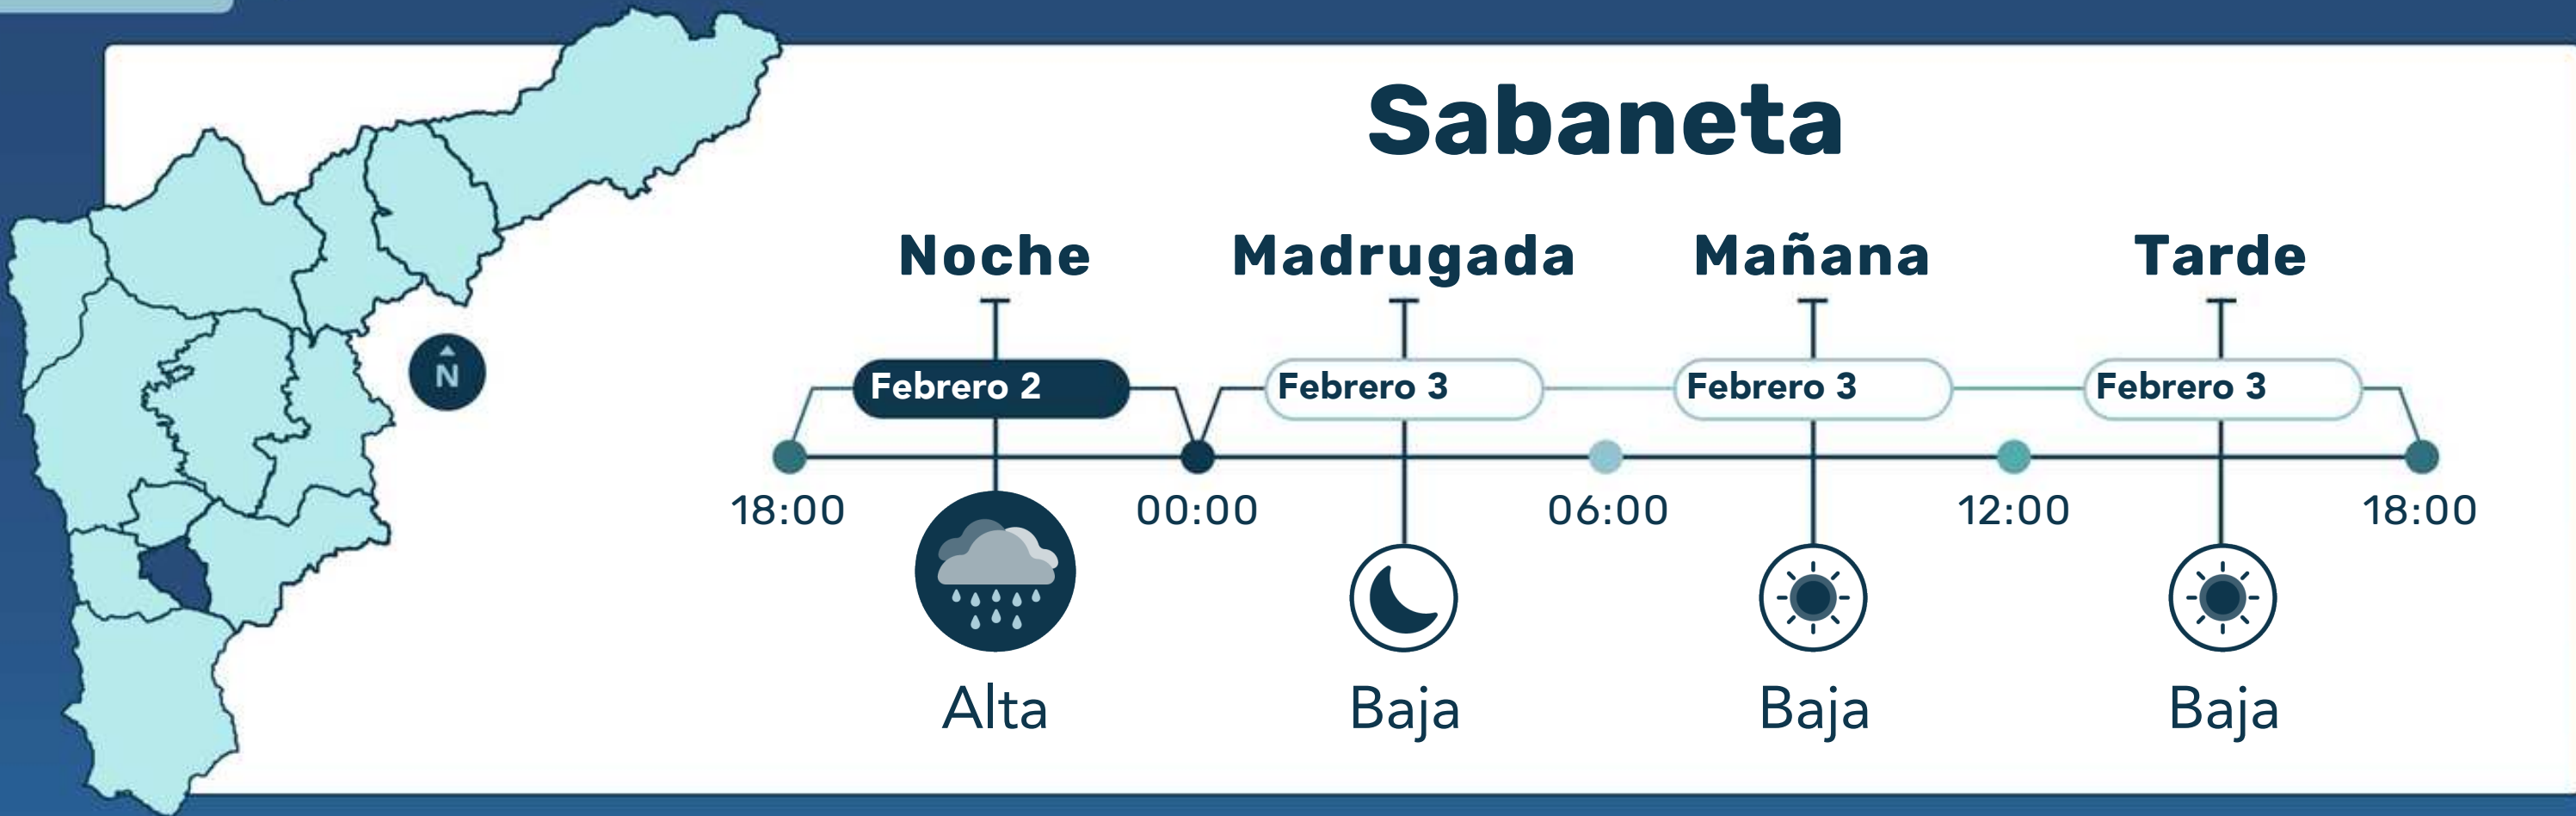 Sabaneta
Noche
Madrugada
Mañana
Tarde
Febrero 2
Febrero 3
Febrero 3
Febrero 3
N
18:00
00:00
06:00
12:00
18:00
Alta
Baja
Baja
Baja